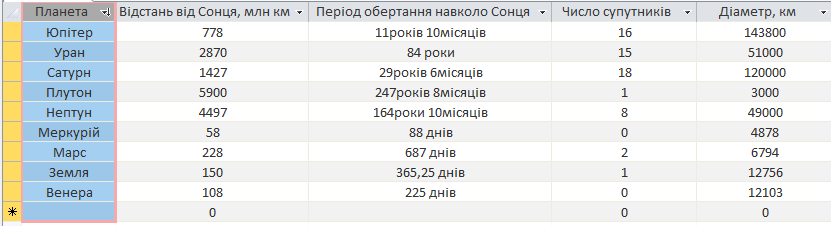 Планета Відстань від Сонця, млн км Період обертання навколо Сонця Число супутників Діаметр, км
Юпітер 778 11років 10місяців 16 143800
Уран 2870 84 роки 15 51000
Сатурн 1427 29років 6місяців 18 120000
Плутон 5900 247років 8місяців 1 3000
Нептун 4497 164роки 10місяців 8 49000
Меркурій 58 88 днів 0 4878
Марс 228 687 днів 2 6794
Земля 150 365,25 днів 1 12756
Венера 108 225 днів 0 12103
0 0 0